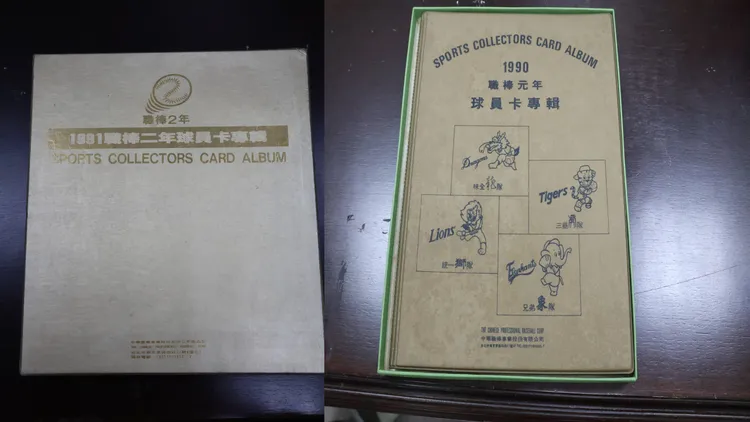 職棒2年
1991職棒二年球員卡專輯
SPORTS COLLECTORS CARD ALBUM
SPORTS COLLECTORS CARD ALBUM
1990
職棒元年
球員卡專輯
Dragons
味全龍隊
Tigers
三商虎隊
Lions
統一獅隊
Elephants
兄弟象隊
THE CHINESE PROFESSIONAL BASEBALL CORP
中華職棒事業股份有限公司